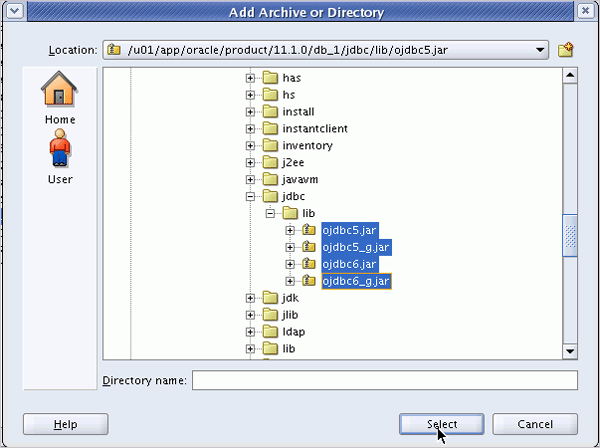 Add Archive or Directory
Location: /u01/app/oracle/product/11.1.0/db_1/jdbc/lib/ojdbc5.jar
Home
User
has
hs
install
instantclient
inventory
j2ee
javavm
jdbc
lib
ojdbc5.jar
ojdbc5_g.jar
ojdbc6.jar
ojdbc6_g.jar
jdk
jlib
ldap
lib
Directory name:
Help Select Cancel